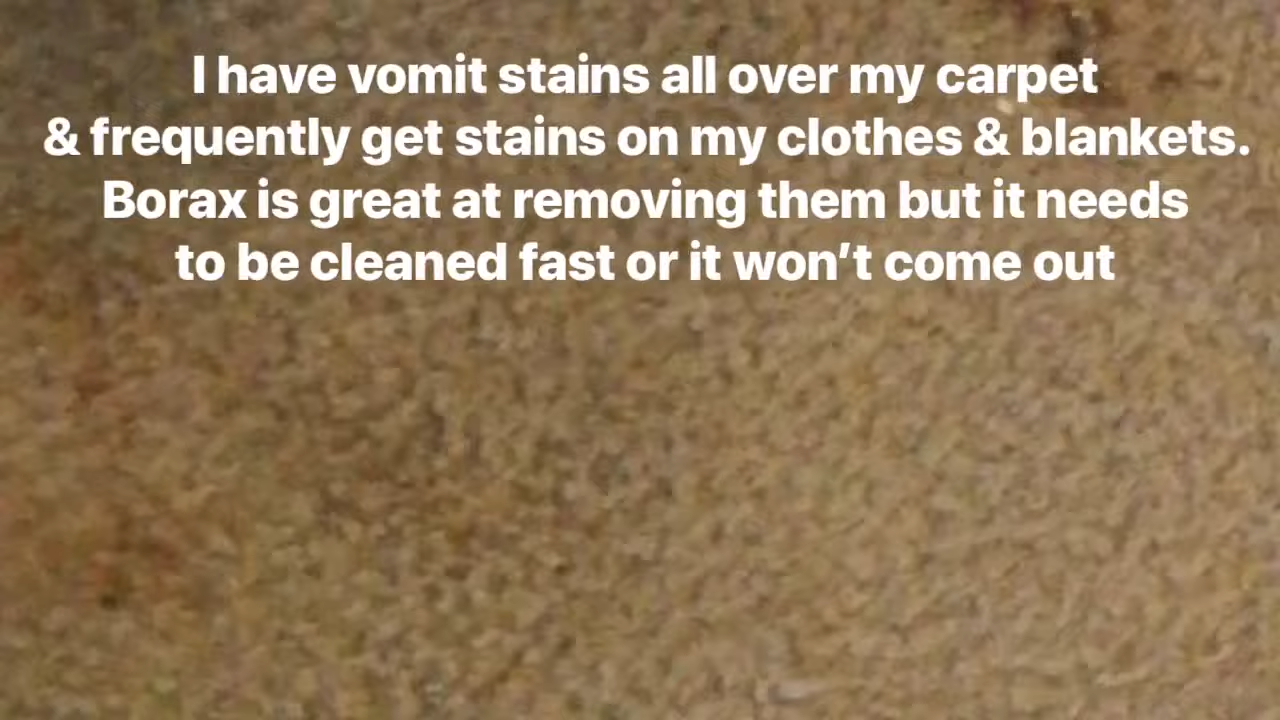 I have vomit stains all over my carpet
& frequently get stains on my clothes & blankets.
Borax is great at removing them but it needs
to be cleaned fast or it won’t come out